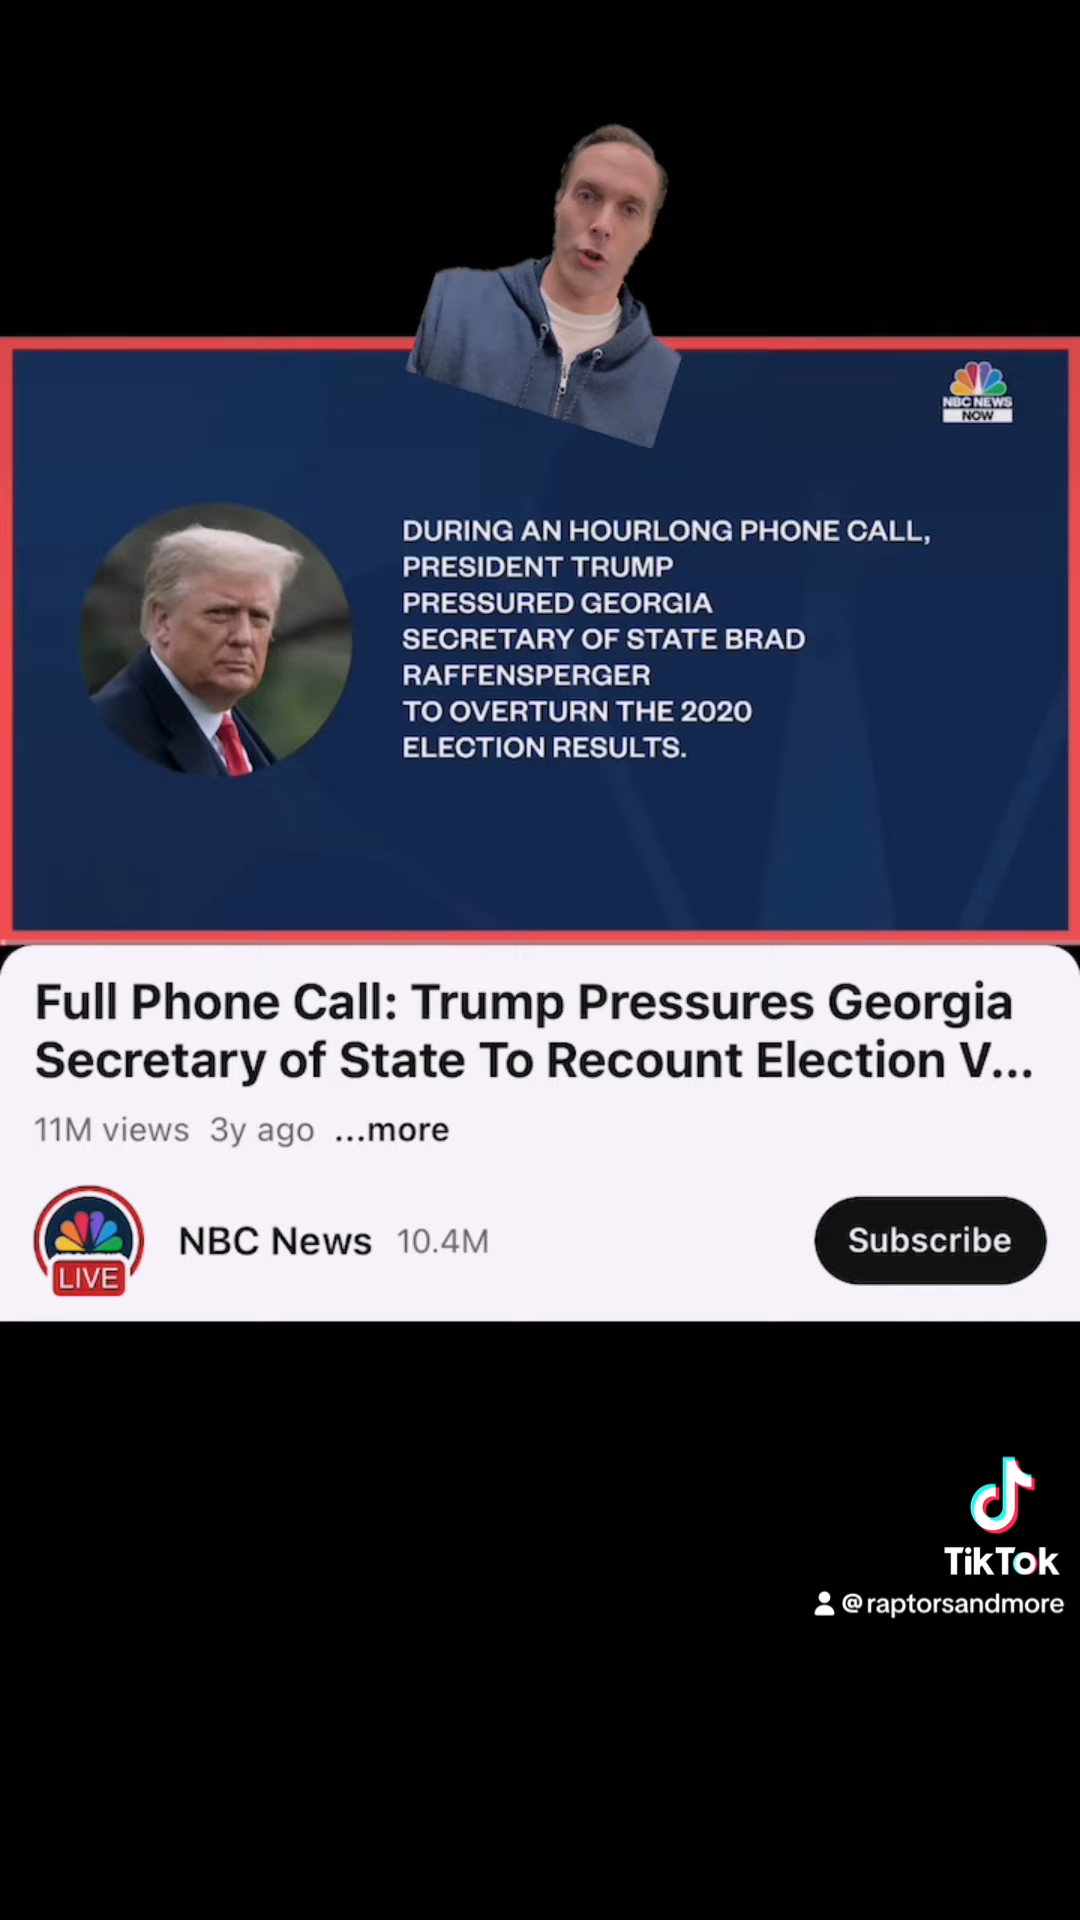 NBC NEWS
NOW
DURING AN HOURLONG PHONE CALL,
PRESIDENT TRUMP
PRESSURED GEORGIA
SECRETARY OF STATE BRAD
RAFFENSPERGER
TO OVERTURN THE 2020
ELECTION RESULTS.
Full Phone Call: Trump Pressures Georgia
Secretary of State To Recount Election V...
11M views 3y ago ...more
NBC News 10.4M
LIVE
Subscribe
TikTok
@raptorsandmore